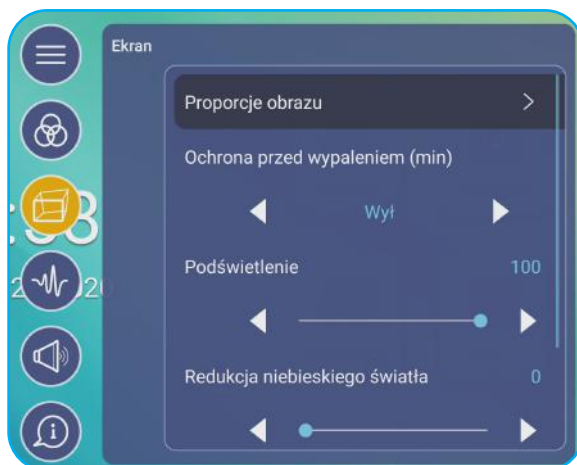 Ekran
Proporcje obrazu
Ochrona przed wypaleniem (min)
Wył
Podświetlenie 100
Redukcja niebieskiego światła 0